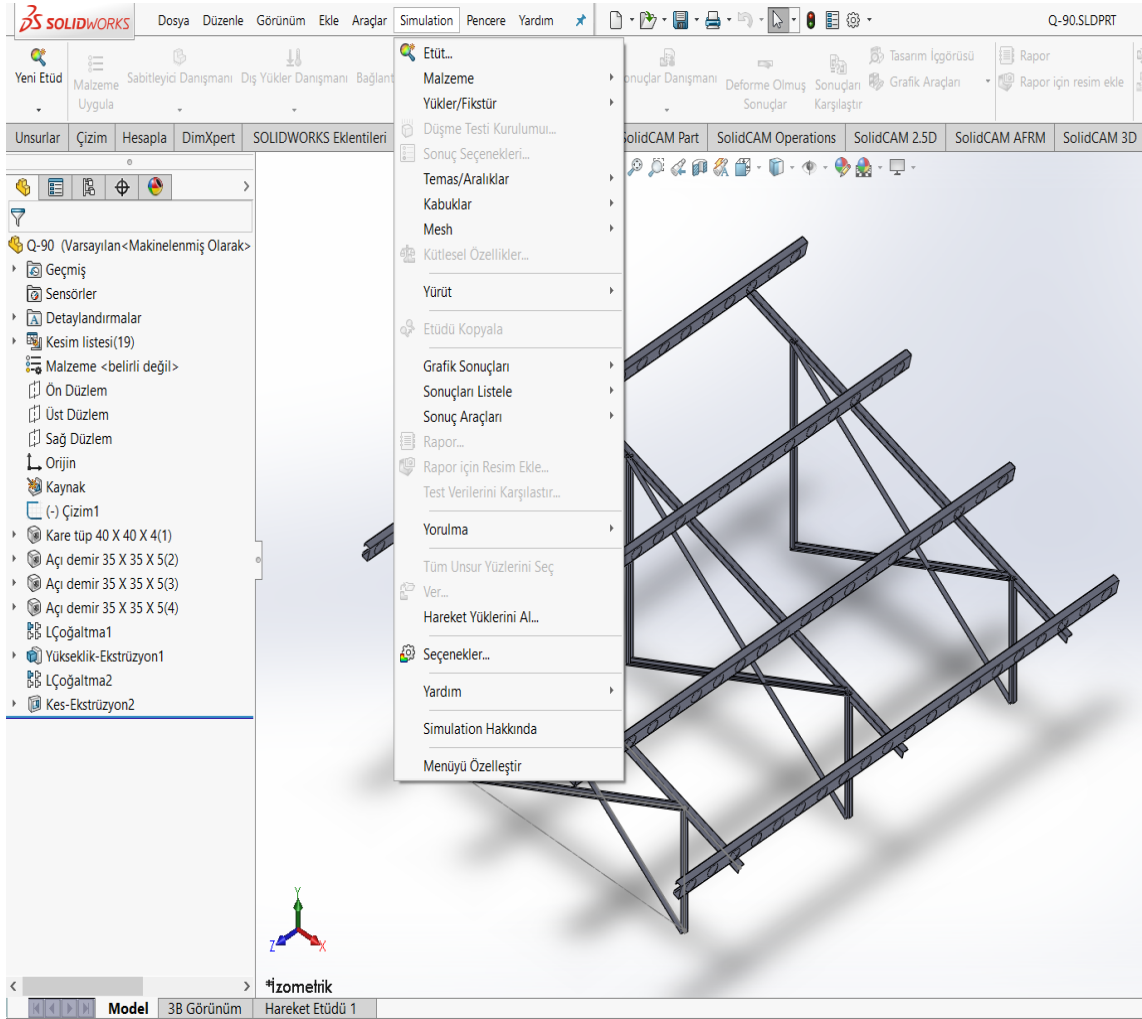 SOLIDWORKS Dosya Düzenle Görünüm Ekle Araçlar Simulation Pencere Yardım Q-90.SLDPRT
Yeni Etüd
Malzeme Uygula
Sabitleyici Danışmanı
Dış Yükler Danışmanı
Bağlant
onuçlar Danışmanı
Deforme Olmuş Sonuçlar
Sonuçları Karşılaştır
Tasarım İçgörüsü
Grafik Araçları
Rapor
Rapor için resim ekle
Unsurlar Çizim Hesapla DimXpert SOLIDWORKS Eklentileri SolidCAM Part SolidCAM Operations SolidCAM 2.5D SolidCAM AFRM SolidCAM 3D
Q-90 (Varsayılan<Makinelenmiş Olarak>
Geçmiş
Sensörler
Detaylandırmalar
Kesim listesi(19)
Malzeme <belirli değil>
Ön Düzlem
Üst Düzlem
Sağ Düzlem
Orijin
Kaynak
(-) Çizim1
Kare tüp 40 X 40 X 4(1)
Açı demir 35 X 35 X 5(2)
Açı demir 35 X 35 X 5(3)
Açı demir 35 X 35 X 5(4)
LÇoğaltma1
Yükseklik-Ekstrüzyon1
LÇoğaltma2
Kes-Ekstrüzyon2
Etüt...
Malzeme
Yükler/Fikstür
Düşme Testi Kurulumuı...
Sonuç Seçenekleri...
Temas/Aralıklar
Kabuklar
Mesh
Kütlesel Özellikler...
Yürüt
Etüdü Kopyala
Grafik Sonuçları
Sonuçları Listele
Sonuç Araçları
Rapor...
Rapor için Resim Ekle...
Test Verilerini Karşılaştır...
Yorulma
Tüm Unsur Yüzlerini Seç
Ver...
Hareket Yüklerini Al...
Seçenekler...
Yardım
Simulation Hakkında
Menüyü Özelleştir
Y
Z X
*İzometrik
Model 3B Görünüm Hareket Etüdü 1